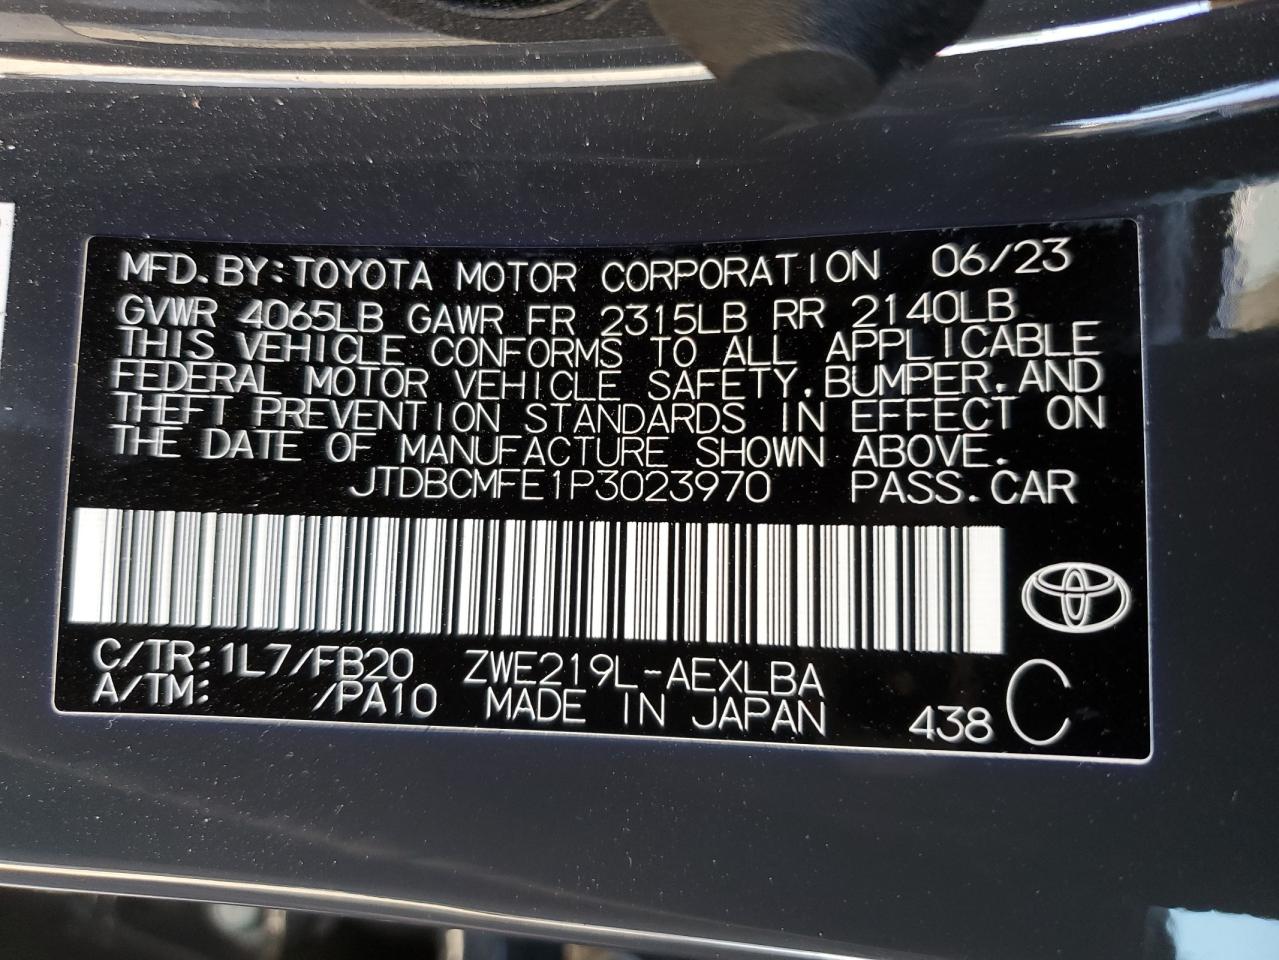 MFD.BY:TOYOTA MOTOR CORPORATION 06/23
GVWR 4065LB GAWR FR 2315LB RR 2140LB
THIS VEHICLE CONFORMS TO ALL APPLICABLE
FEDERAL MOTOR VEHICLE SAFETY,BUMPER,AND
THEFT PREVENTION STANDARDS IN EFFECT ON
THE DATE OF MANUFACTURE SHOWN ABOVE.
JTDBCMFE1P3023970 PASS.CAR
C/TR:1L7/FB20 ZWE219L-AEXLBA
A/TM: /PA10 MADE IN JAPAN 438 C